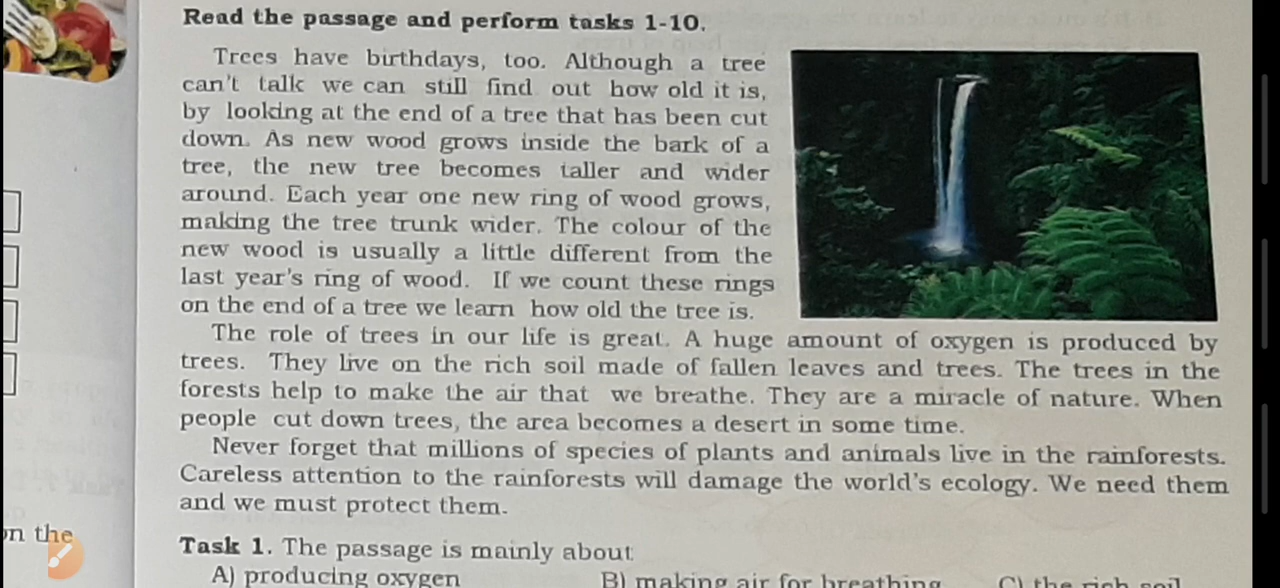 Read the passage and perform tasks 1-10.
Trees have birthdays, too. Although a tree
can't talk we can still find out how old it is,
by looking at the end of a tree that has been cut
down. As new wood grows inside the bark of a
tree, the new tree becomes taller and wider
around. Each year one new ring of wood grows,
making the tree trunk wider. The colour of the
new wood is usually a little different from the
last year's ring of wood. If we count these rings
on the end of a tree we learn how old the tree is.
The role of trees in our life is great. A huge amount of oxygen is produced by
trees. They live on the rich soil made of fallen leaves and trees. The trees in the
forests help to make the air that we breathe. They are a miracle of nature. When
people cut down trees, the area becomes a desert in some time.
Never forget that millions of species of plants and animals live in the rainforests.
Careless attention to the rainforests will damage the world's ecology. We need them
and we must protect them.
on the
Task 1. The passage is mainly about
A) producing oxygen B) making air for breathing C) the rich soil